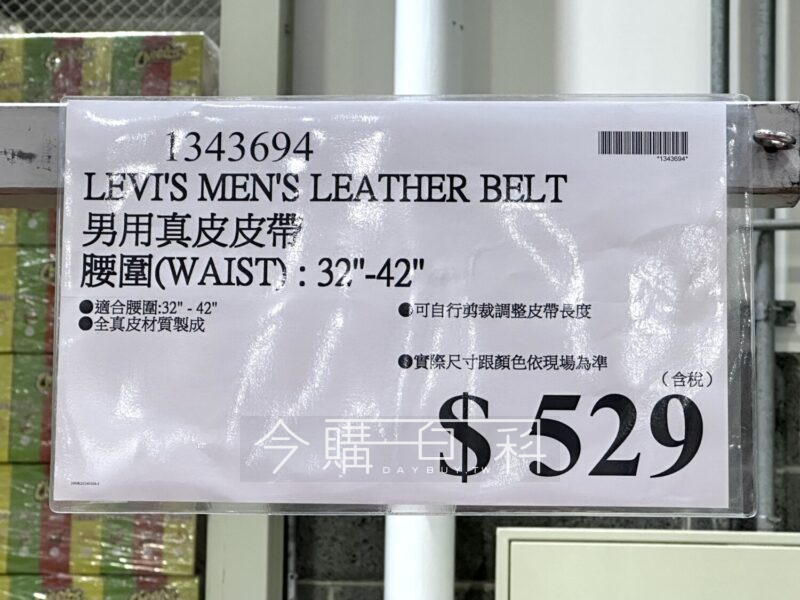 1343694
*1343694*
LEVI'S MEN'S LEATHER BELT
男用真皮皮帶
腰圍(WAIST) : 32"-42"
●適合腰圍:32" - 42"
●可自行剪裁調整皮帶長度
●全真皮材質製成
●實際尺寸跟顏色依現場為準
(含稅)
$ 529
今購百科
DAYBUY.TW